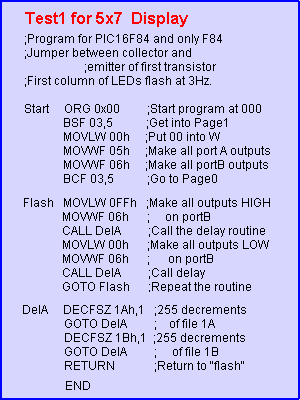 Test1 for 5x7 Display
;Program for PIC16F84 and only F84
;Jumper between collector and
;emitter of first transistor
;First column of LEDs flash at 3Hz.
Start ORG 0x00 ;Start program at 000
BSF 03,5 ;Get into Page1
MOVLW 00h ;Put 00 into W
MOVWF 05h ;Make all port A outputs
MOVWF 06h ;Make all portB outputs
BCF 03,5 ;Go to Page0
Flash MOVLW 0FFh ;Make all outputs HIGH
MOVWF 06h ; on portB
CALL DelA ;Call the delay routine
MOVLW 00h ;Make all outputs LOW
MOVWF 06h ; on portB
CALL DelA ;Call delay
GOTO Flash ;Repeat the routine
DelA DECFSZ 1Ah,1 ;255 decrements
GOTO DelA ; of file 1A
DECFSZ 1Bh,1 ;255 decrements
GOTO DelA ; of file 1B
RETURN ;Return to "flash"
END